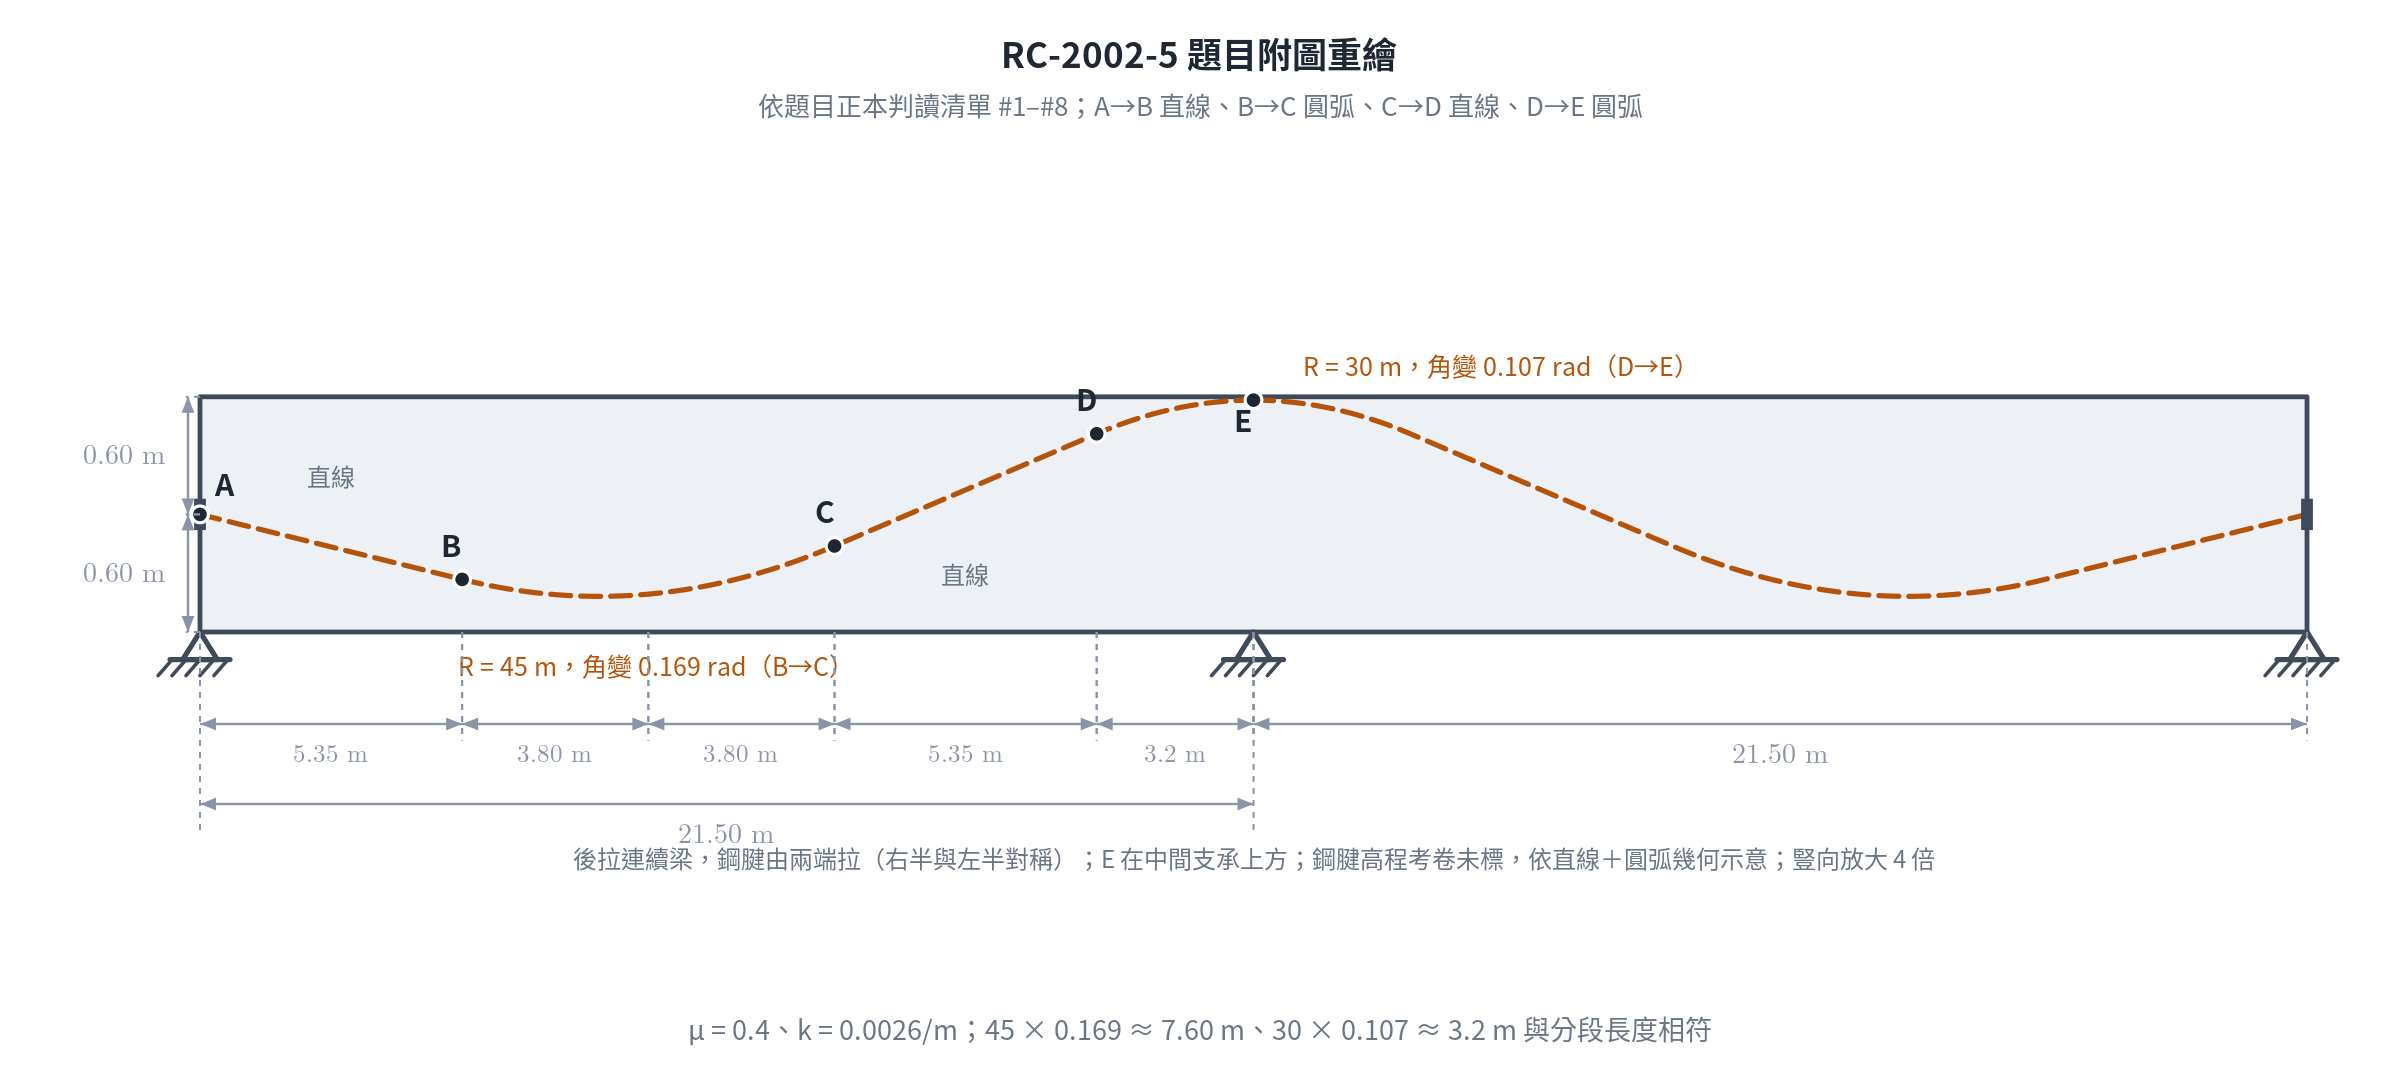 RC-2002-5 題目附圖重繪
依題目正本判讀清單 #1–#8；A→B 直線、B→C 圓弧、C→D 直線、D→E 圓弧
R = 30 m，角變 0.107 rad（D→E）
D
E
0.60 m
A
直線
C
B
0.60 m
直線
R = 45 m，角變 0.169 rad（B→C）
5.35 m 3.80 m 3.80 m 5.35 m 3.2 m 21.50 m
21.50 m
後拉連續梁，鋼腱由兩端拉（右半與左半對稱）；E 在中間支承上方；鋼腱高程考卷未標，依直線＋圓弧幾何示意；豎向放大 4 倍
μ = 0.4、k = 0.0026/m；45 × 0.169 ≈ 7.60 m、30 × 0.107 ≈ 3.2 m 與分段長度相符